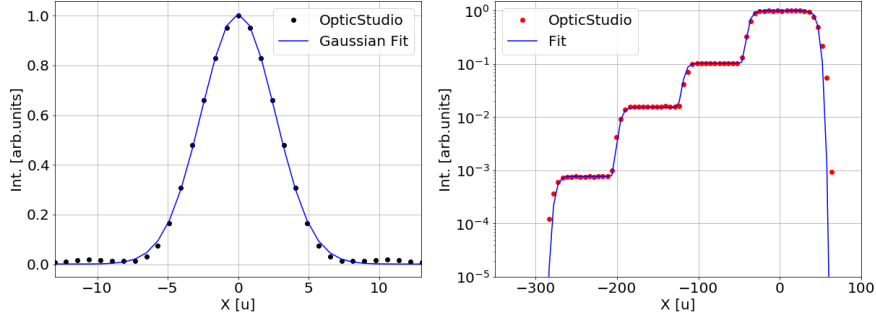 OpticStudio
Gaussian Fit
1.0
0.8
0.6
0.4
0.2
0.0
Int. [arb.units]
−10
−5
0
5
10
X [u]
OpticStudio
Fit
10⁰
10⁻¹
10⁻²
10⁻³
10⁻⁴
10⁻⁵
Int. [arb.units]
−300
−200
−100
0
100
X [u]